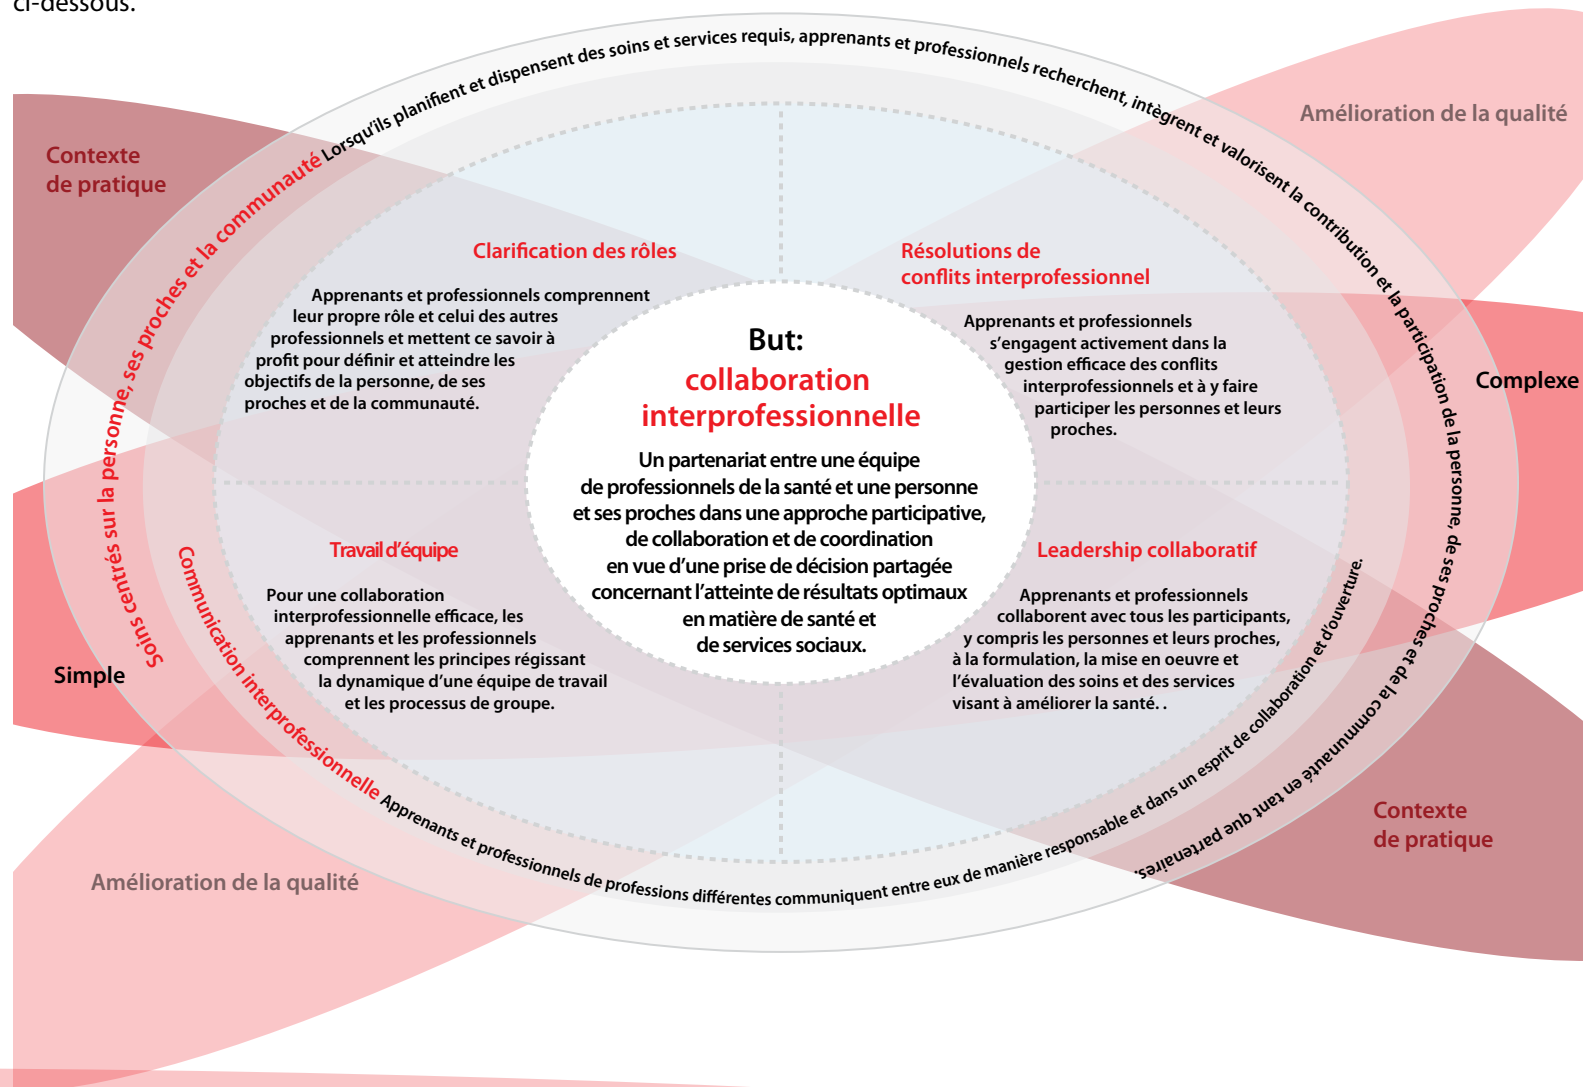 ci-dessous.
Soins centrés sur la personne, ses proches et la communauté Lorsqu'ils planifient et dispensent des soins et services requis, apprenants et professionnels recherchent, intègrent et valorisent la contribution et la participation de la personne, de ses proches et de la communauté en tant que partenaires.
Amélioration de la qualité
Contexte
de pratique
Clarification des rôles
Apprenants et professionnels comprennent
leur propre rôle et celui des autres
professionnels et mettent ce savoir à
profit pour définir et atteindre les
objectifs de la personne, de ses
proches et de la communauté.
Résolutions de
conflits interprofessionnel
Apprenants et professionnels
s'engagent activement dans la
gestion efficace des conflits
interprofessionnels et à y faire
participer les personnes et leurs
proches.
But:
collaboration
interprofessionnelle
Un partenariat entre une équipe
de professionnels de la santé et une personne
et ses proches dans une approche participative,
de collaboration et de coordination
en vue d'une prise de décision partagée
concernant l'atteinte de résultats optimaux
en matière de santé et
de services sociaux.
Complexe
Travail d'équipe
Pour une collaboration
interprofessionnelle efficace, les
apprenants et les professionnels
comprennent les principes régissant
la dynamique d'une équipe de travail
et les processus de groupe.
Leadership collaboratif
Apprenants et professionnels
collaborent avec tous les participants,
y compris les personnes et leurs proches,
à la formulation, la mise en oeuvre et
l'évaluation des soins et des services
visant à améliorer la santé. .
Simple
Communication interprofessionnelle Apprenants et professionnels de professions différentes communiquent entre eux de manière responsable et dans un esprit de collaboration et d'ouverture.
Contexte
de pratique
Amélioration de la qualité